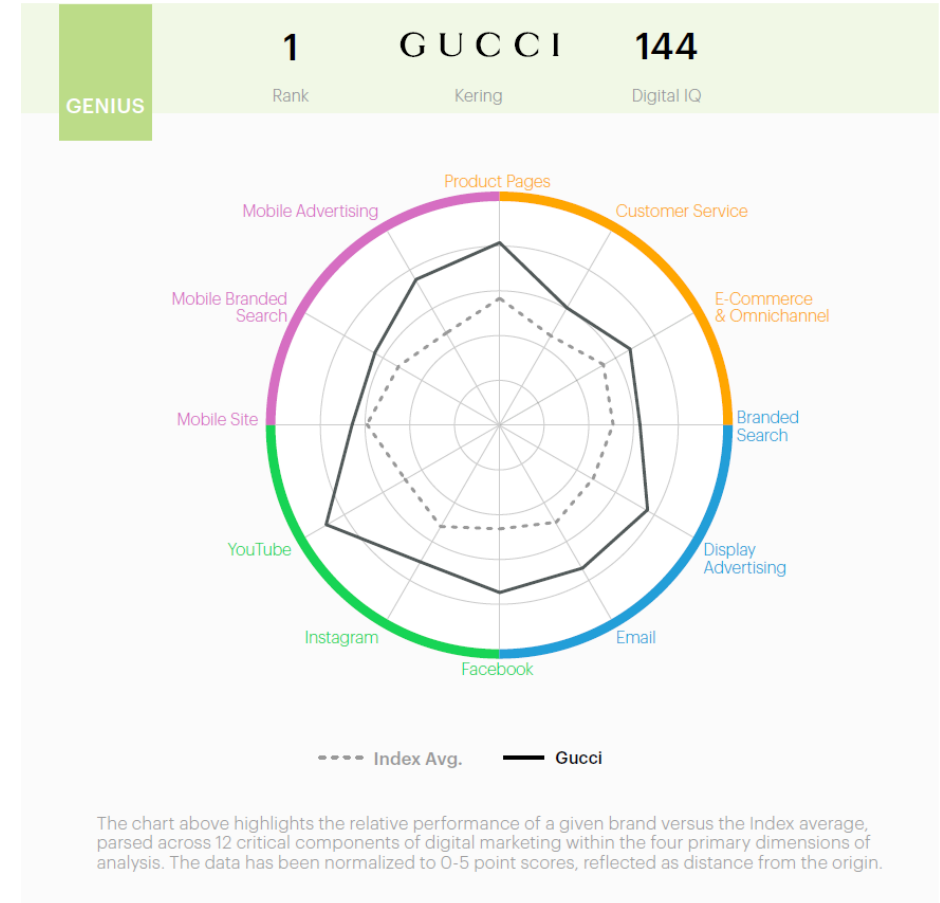 1
GUCCI
144
GENIUS
Rank
Kering
Digital IQ
Product Pages
Mobile Advertising
Customer Service
Mobile Branded
Search
E-Commerce
& Omnichannel
Mobile Site
Branded
Search
YouTube
Display
Advertising
Instagram
Email
Facebook
Index Avg.
Gucci
The chart above highlights the relative performance of a given brand versus the Index average,
parsed across 12 critical components of digital marketing within the four primary dimensions of
analysis. The data has been normalized to 0-5 point scores, reflected as distance from the origin.